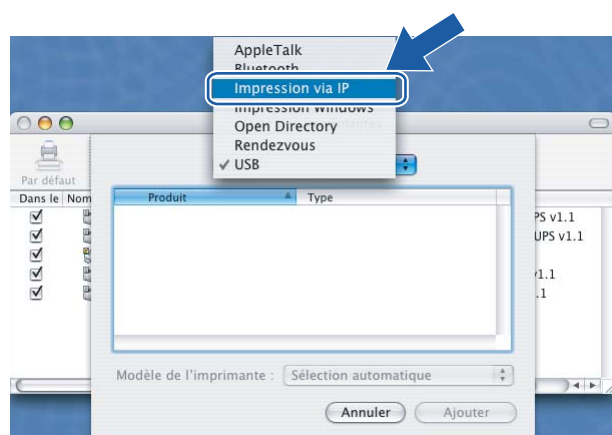 AppleTalk
Bluetooth
Impression via IP
Impression Windows
Open Directory
Rendezvous
✓ USB
Par défaut
Dans le Nom
Produit Type
PS v1.1
UPS v1.1
v1.1
.1
Modèle de l'imprimante : Sélection automatique
Annuler Ajouter